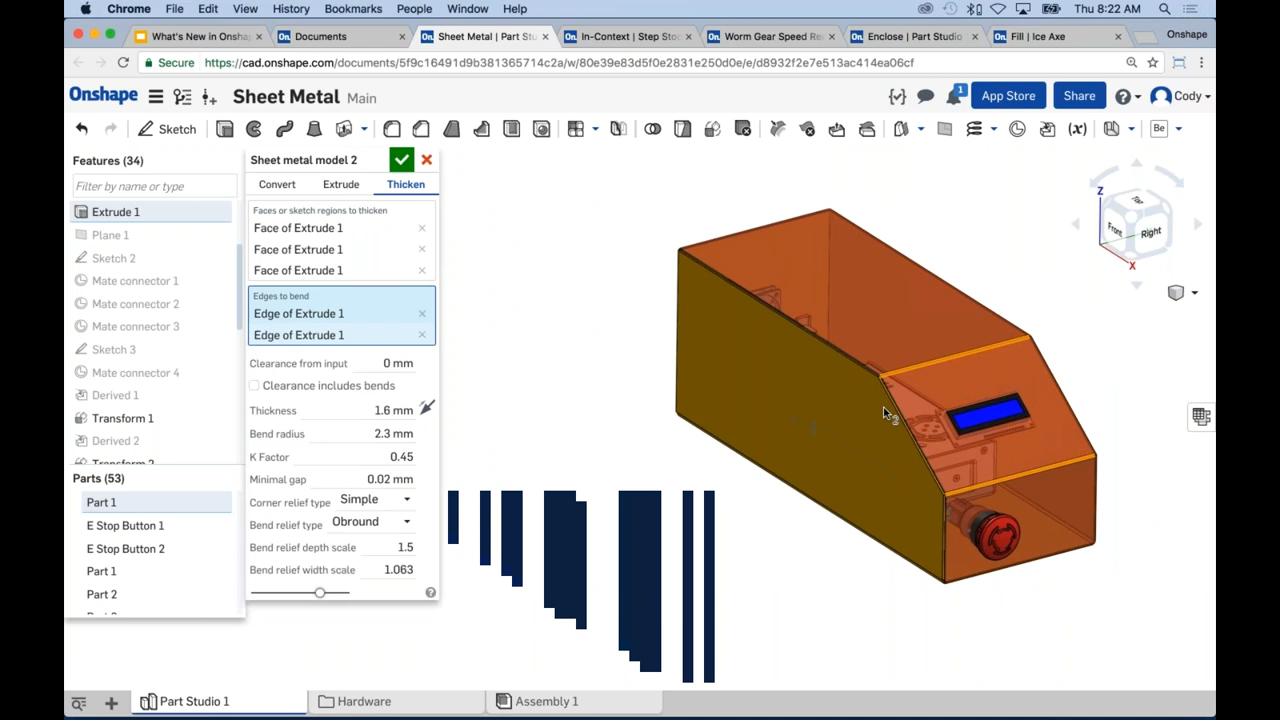 Chrome File Edit View History Bookmarks People Window Help Thu 8:22 AM
What's New in Onsha Documents Sheet Metal | Part Stu In-Context | Step Stoo Worm Gear Speed Re Enclose | Part Studio Fill | Ice Axe Onshape
Secure https://cad.onshape.com/documents/5f9c16491d9b381365714c2a/w/80e39e83d5f0e2831e250d0e/e/d8932f2e7e513ac414ea06cf
Onshape Sheet Metal Main 1 App Store Share Cody
Sketch (x) Be
Features (34)
Filter by name or type
Extrude 1
Plane 1
Sketch 2
Mate connector 1
Mate connector 2
Mate connector 3
Sketch 3
Mate connector 4
Derived 1
Transform 1
Derived 2
Transform 2
Parts (53)
Part 1
E Stop Button 1
E Stop Button 2
Part 1
Part 2
Sheet metal model 2
Convert Extrude Thicken
Faces or sketch regions to thicken
Face of Extrude 1
Face of Extrude 1
Face of Extrude 1
Edges to bend
Edge of Extrude 1
Edge of Extrude 1
Clearance from input 0 mm
Clearance includes bends
Thickness 1.6 mm
Bend radius 2.3 mm
K Factor 0.45
Minimal gap 0.02 mm
Corner relief type Simple
Bend relief type Obround
Bend relief depth scale 1.5
Bend relief width scale 1.063
Z
Top
Front
Right
X
Part Studio 1 Hardware Assembly 1